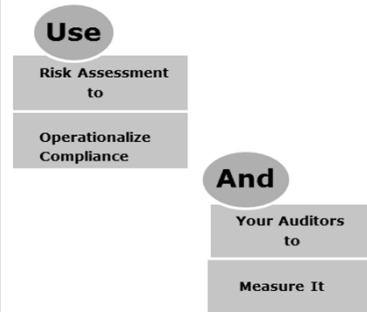 Use
Risk Assessment
to
Operationalize
Compliance
And
Your Auditors
to
Measure It